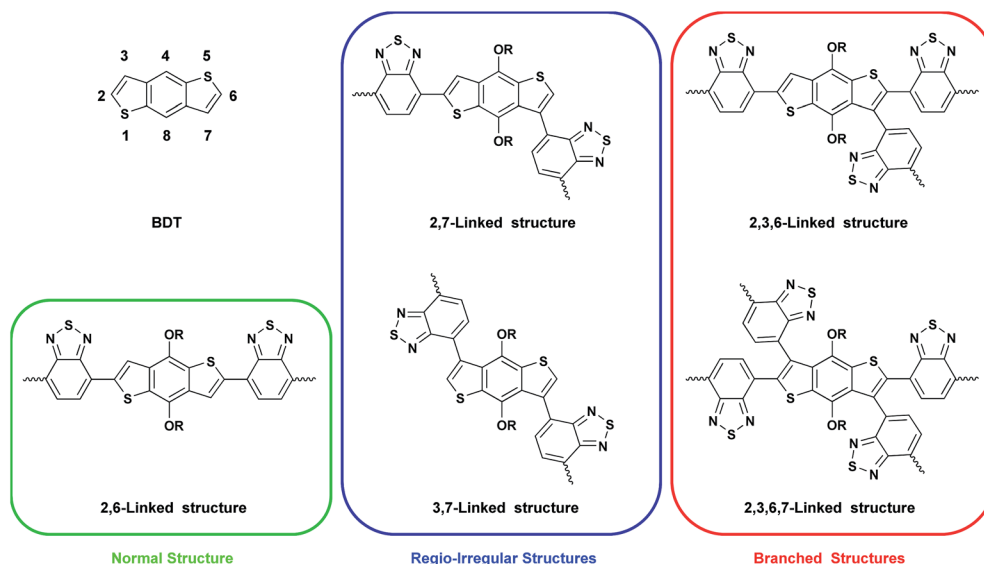 3 4 5
S
2 6
S
1 8 7
BDT
S
N N
OR
S
S
OR
N
S
N
2,7-Linked structure
S
N N
OR
S
S
N N
S
OR
N
S N
2,3,6-Linked structure
S
N N
OR
S
S
OR
S
N N
2,6-Linked structure
Normal Structure
N
S
N
OR
S
S
OR
N
S
N
3,7-Linked structure
Regio-Irregular Structures
N
S
N
OR
S
S
N N
S
N N
S
OR
N
S N
2,3,6,7-Linked structure
Branched Structures